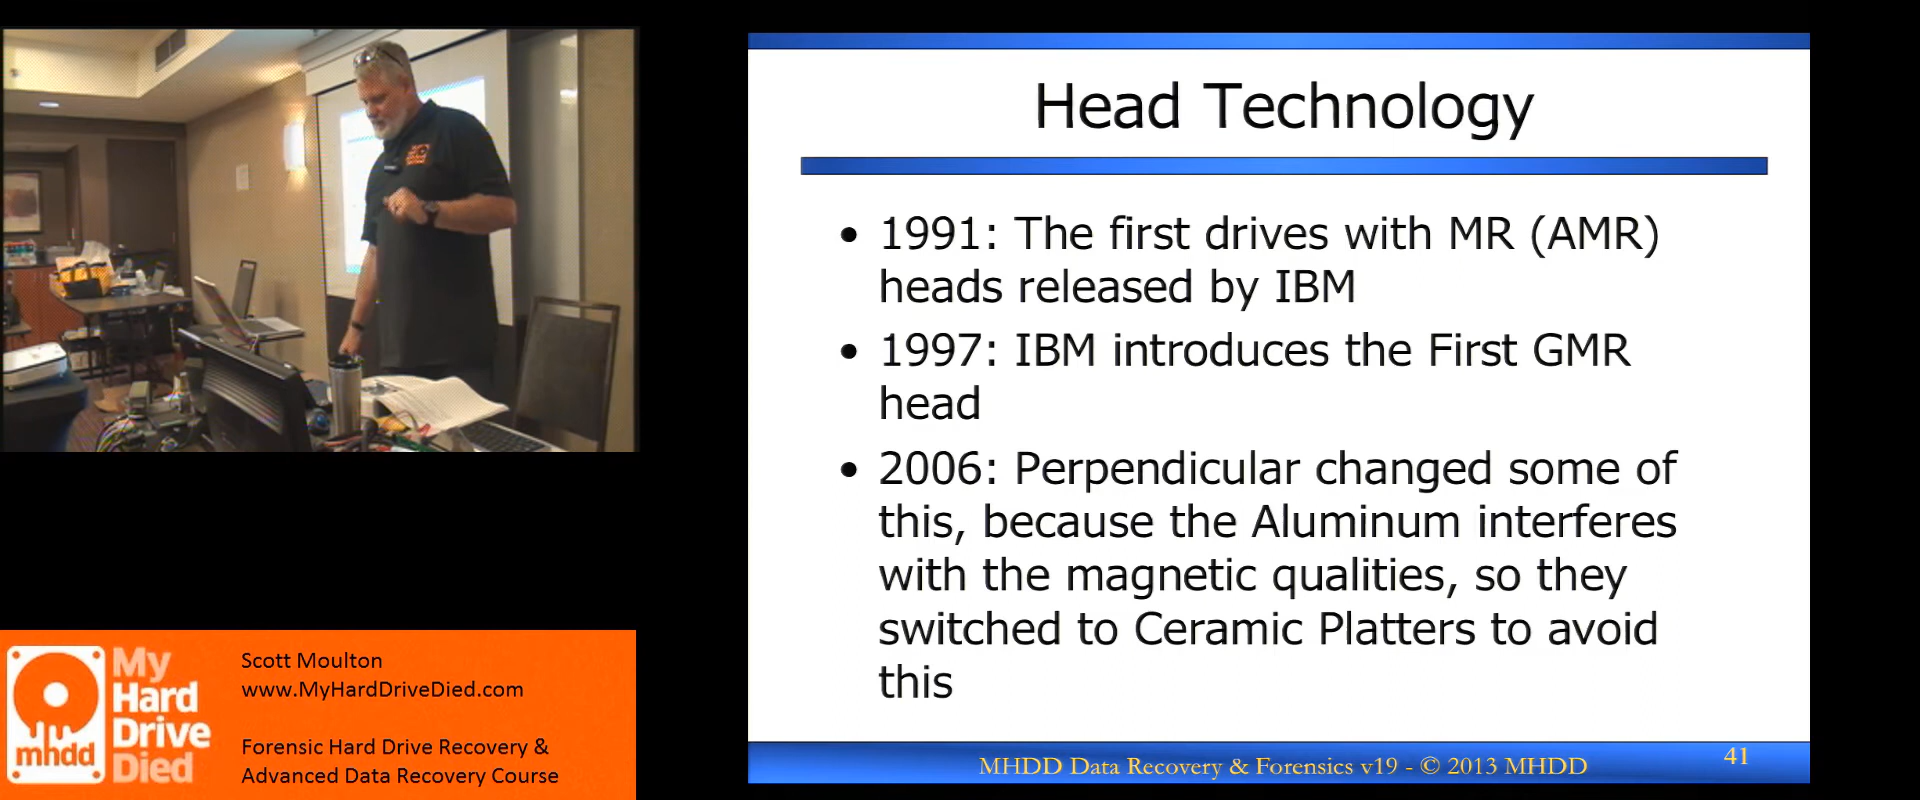 Head Technology
• 1991: The first drives with MR (AMR)
heads released by IBM
• 1997: IBM introduces the First GMR
head
• 2006: Perpendicular changed some of
this, because the Aluminum interferes
with the magnetic qualities, so they
switched to Ceramic Platters to avoid
this
MHDD Data Recovery & Forensics v19 - © 2013 MHDD
41
mhdd
My
Hard
Drive
Died
Scott Moulton
www.MyHardDriveDied.com
Forensic Hard Drive Recovery &
Advanced Data Recovery Course